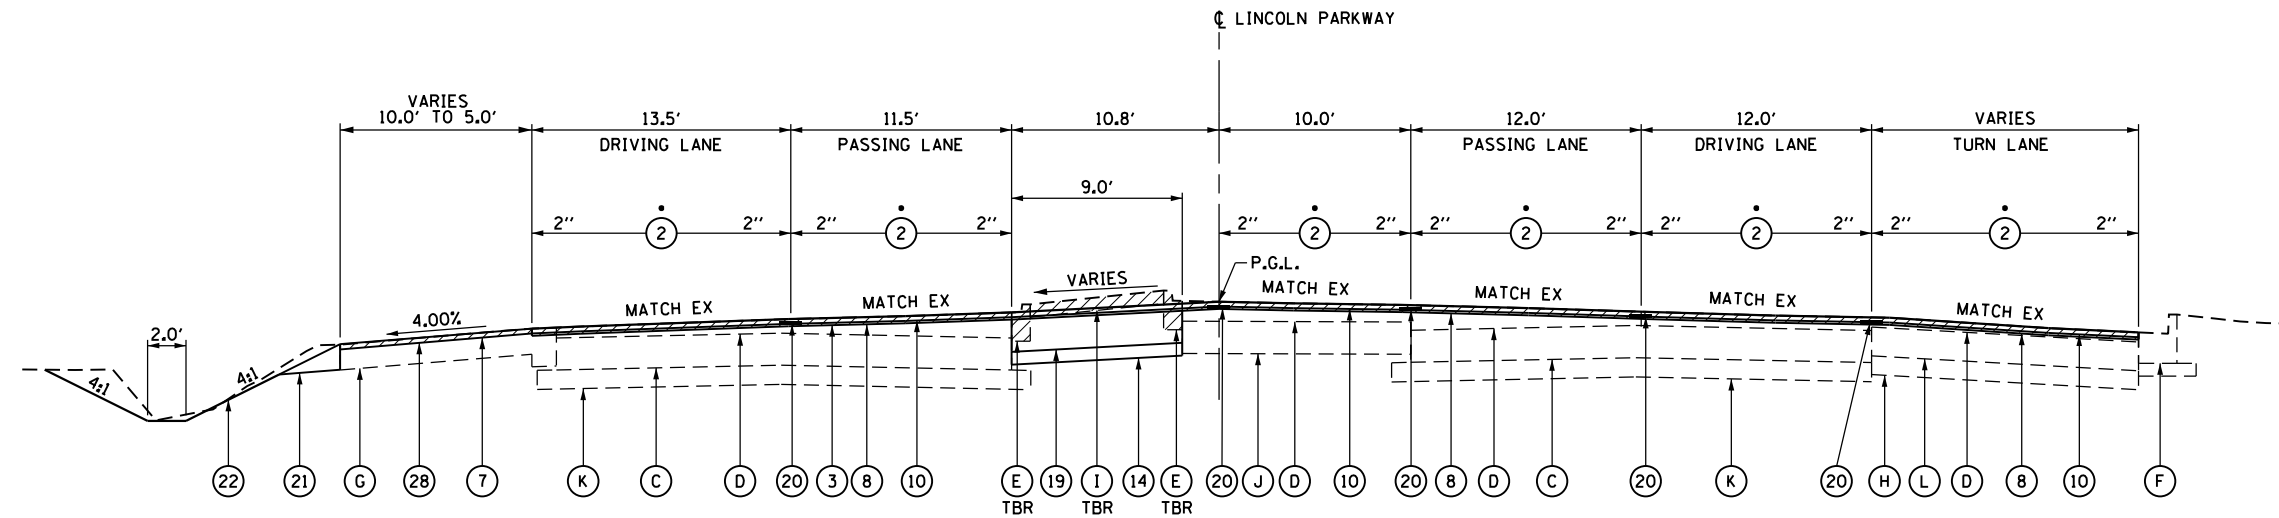 ℄ LINCOLN PARKWAY
VARIES
10.0' TO 5.0'
13.5'
11.5'
10.8'
10.0'
12.0'
12.0'
VARIES
DRIVING LANE
PASSING LANE
PASSING LANE
DRIVING LANE
TURN LANE
9.0'
2'' 2 2''
2'' 2 2''
2'' 2 2''
2'' 2 2''
2'' 2 2''
2'' 2 2''
P.G.L.
VARIES
MATCH EX
MATCH EX
MATCH EX
MATCH EX
MATCH EX
MATCH EX
4.00%
2.0'
4:1
4:1
22 21 G 28 7 K C D 20 3 8 10 E 19 I 14 E 20 J D 10 20 8 D C 20 K 20 H L D 8 10 F
TBR TBR TBR